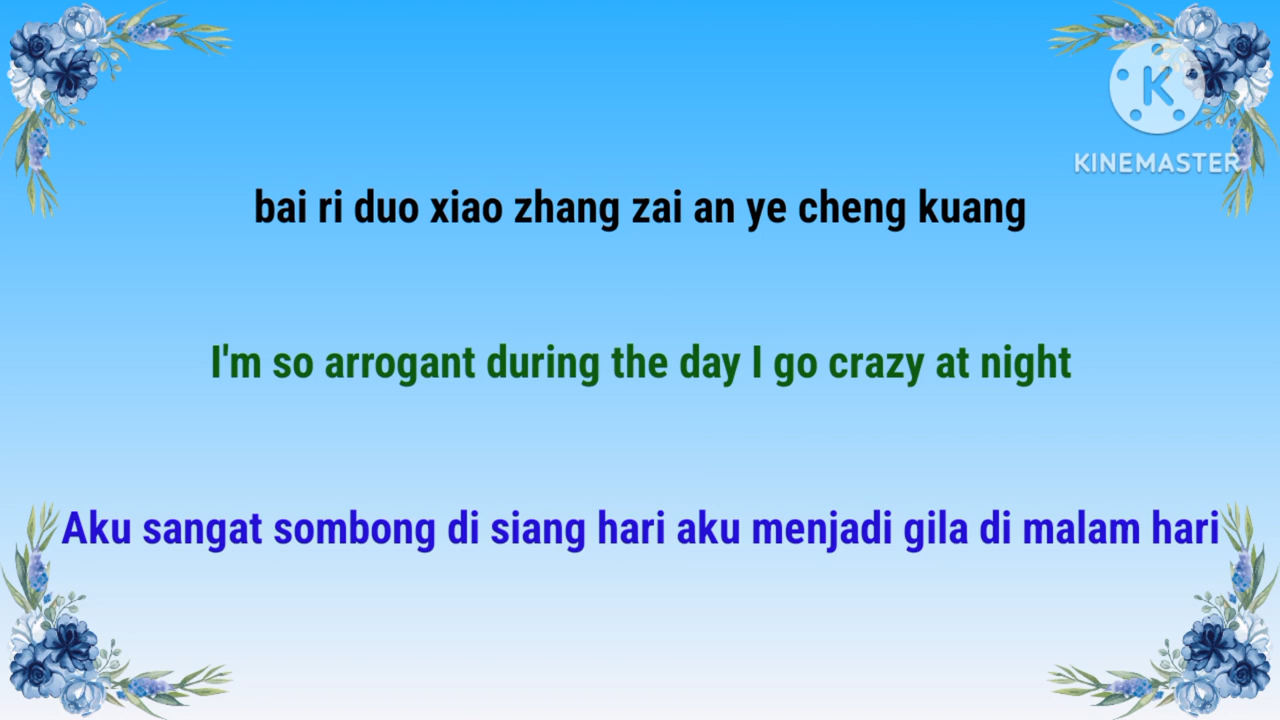 KINEMASTER
bai ri duo xiao zhang zai an ye cheng kuang
I'm so arrogant during the day I go crazy at night
Aku sangat sombong di siang hari aku menjadi gila di malam hari